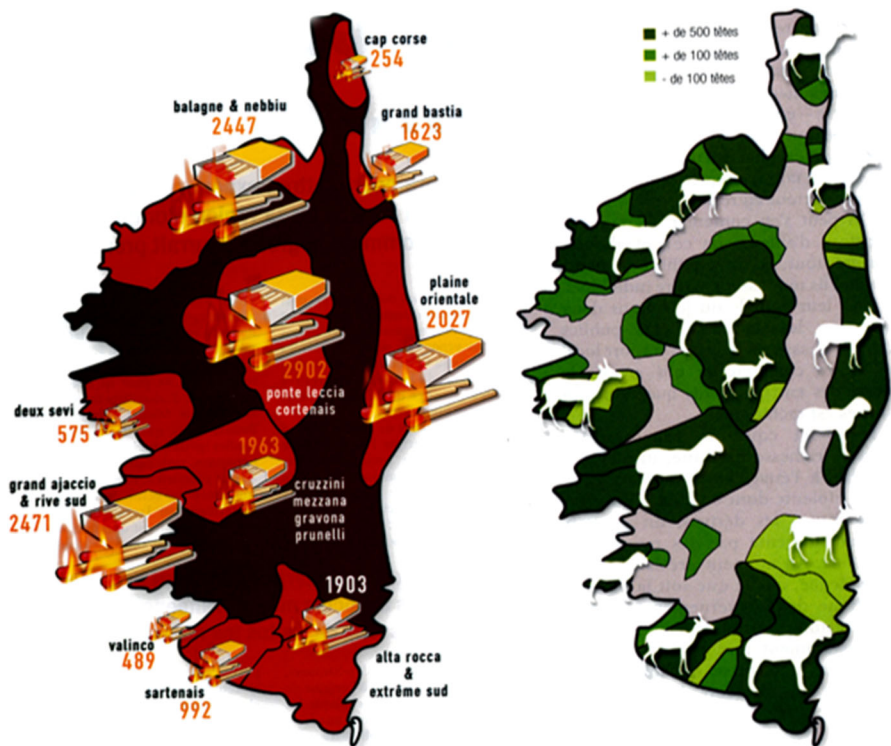 cap corse
254
balagne & nebbiu
2447
grand bastia
1623
plaine
orientale
2027
2902
ponte leccia
cortenais
deux sevi
575
1963
cruzzini
mezzana
gravona
prunelli
grand ajaccio
& rive sud
2471
1903
valinco
489
sartenais
992
alta rocca
&
extrême sud
+ de 500 têtes
+ de 100 têtes
- de 100 têtes